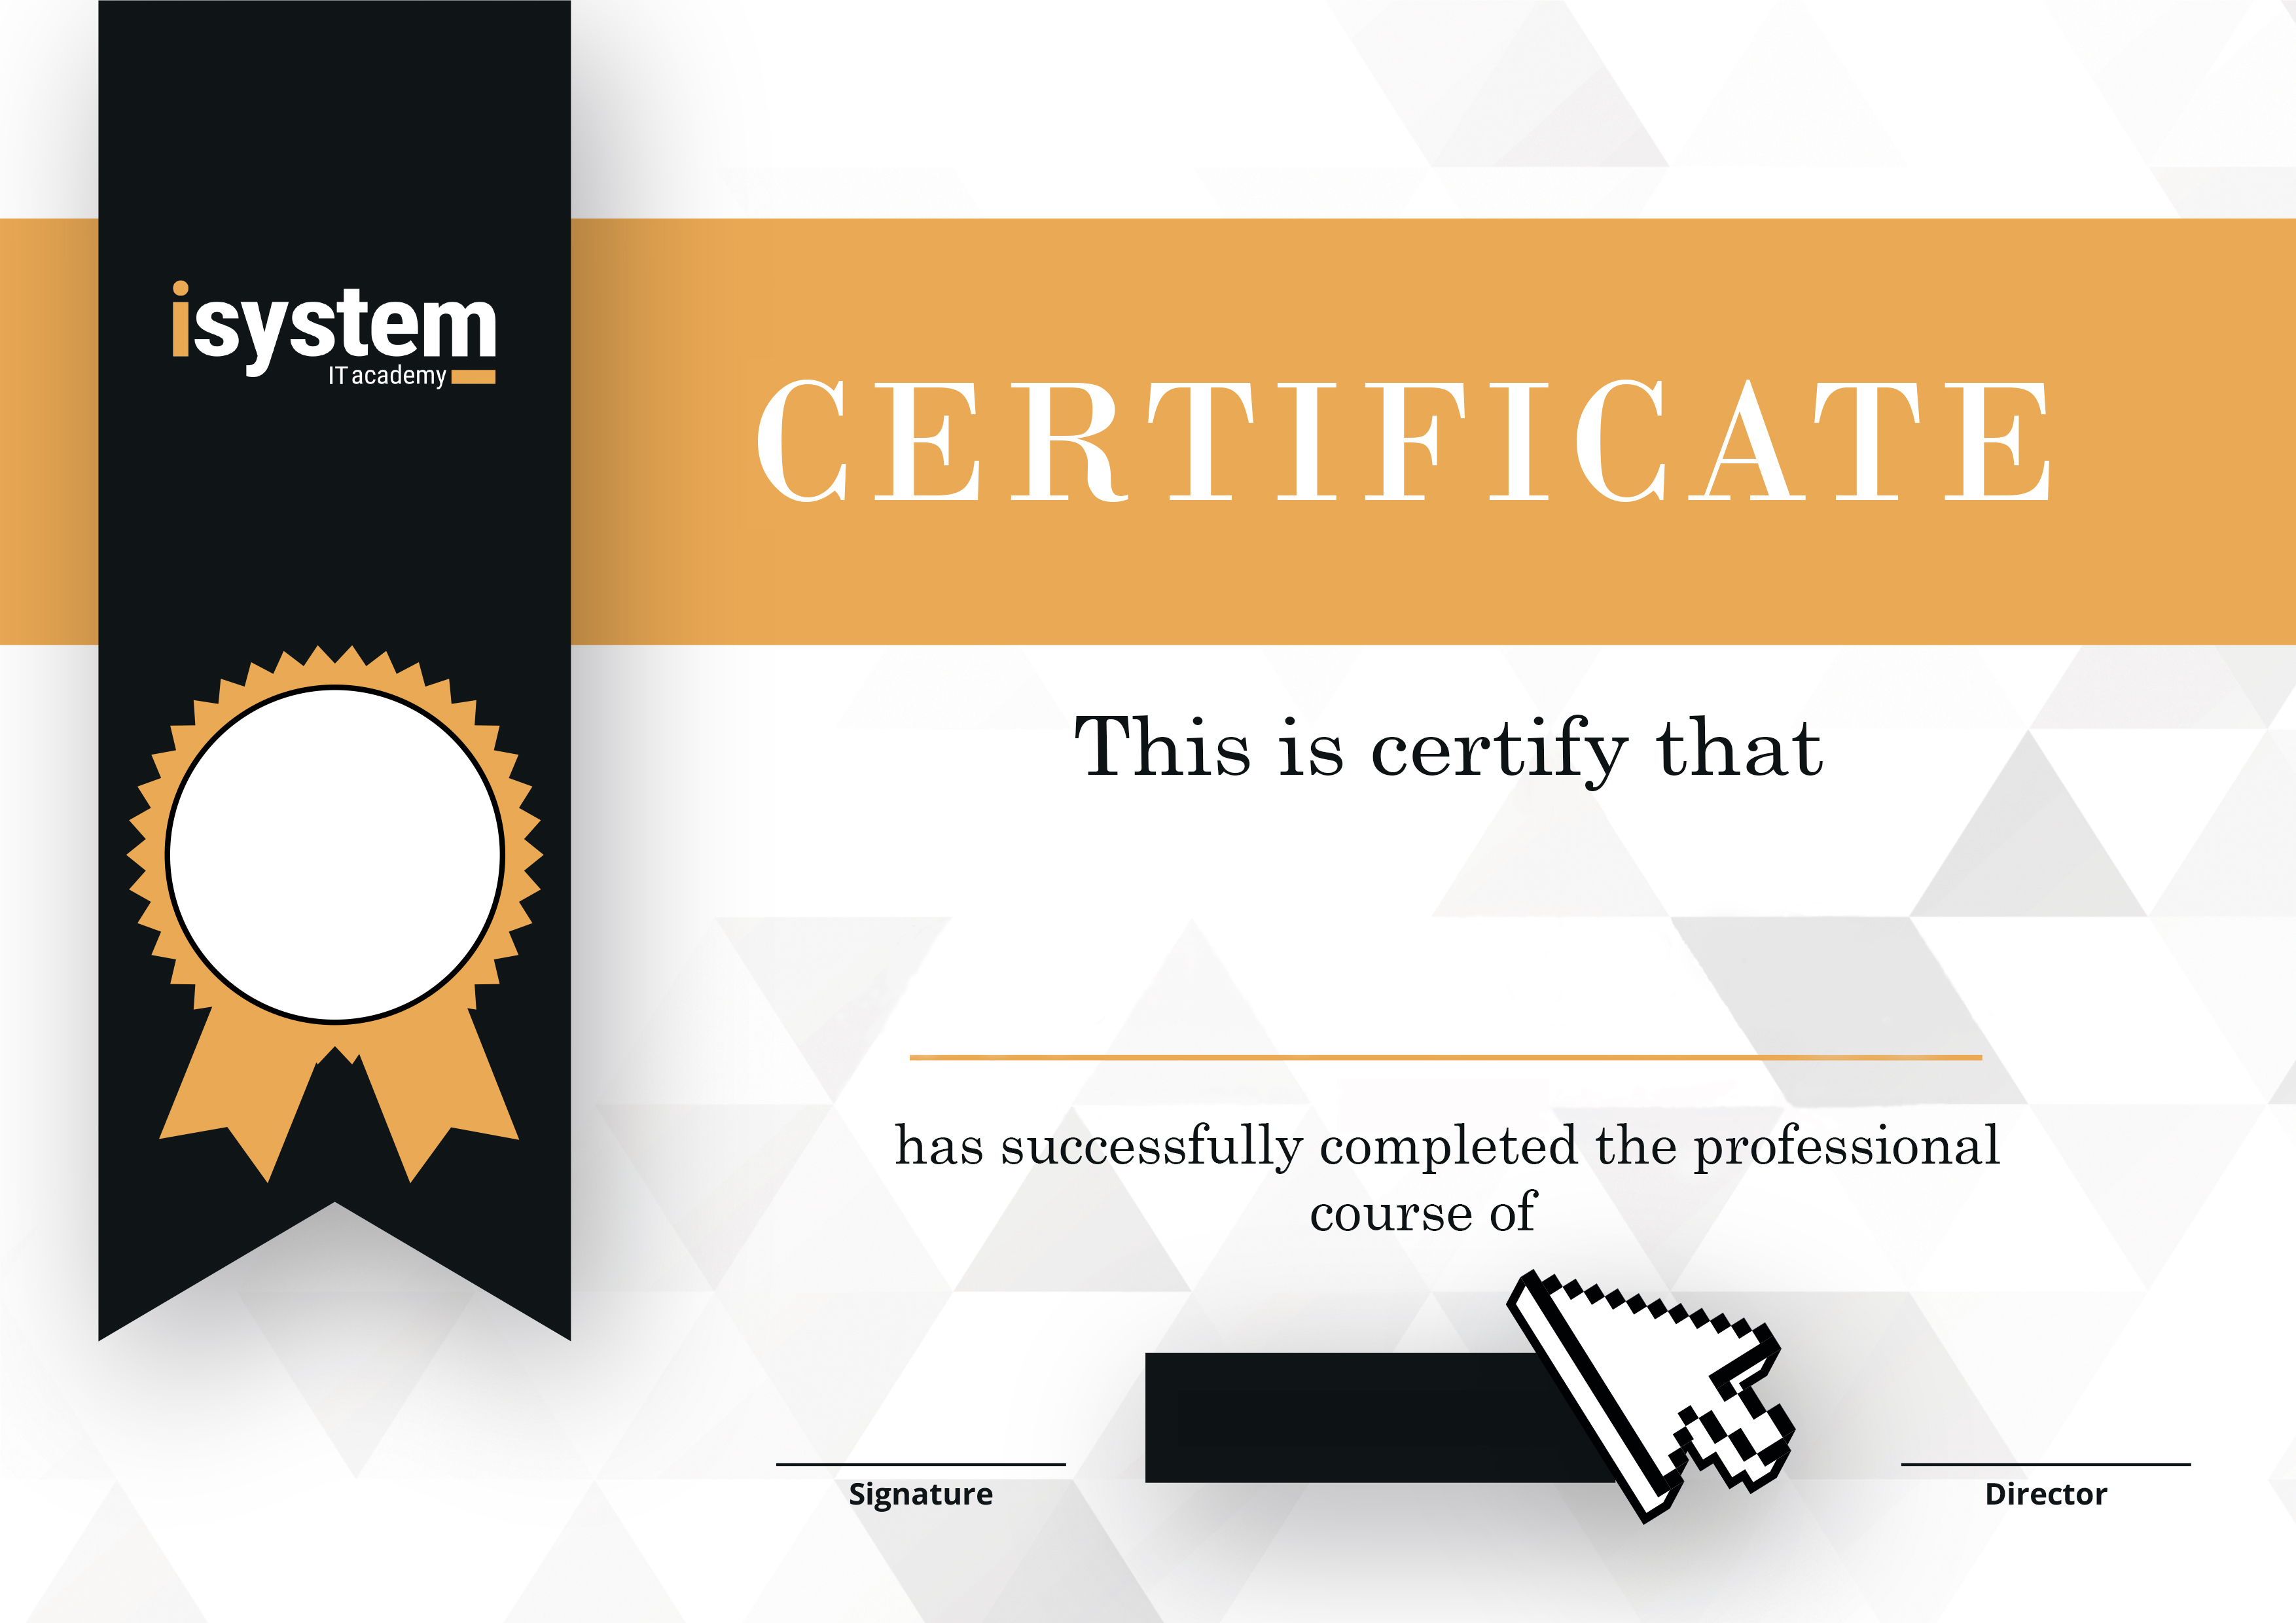 isystem
IT academy
CERTIFICATE
This is certify that
has successfully completed the professional
course of
Signature
Director